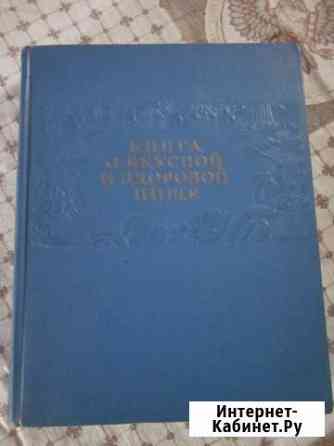 КНИГА
О ВКУСНОЙ
И ЗДОРОВОЙ
ПИЩЕ
Интернет-
Кабинет.Ру